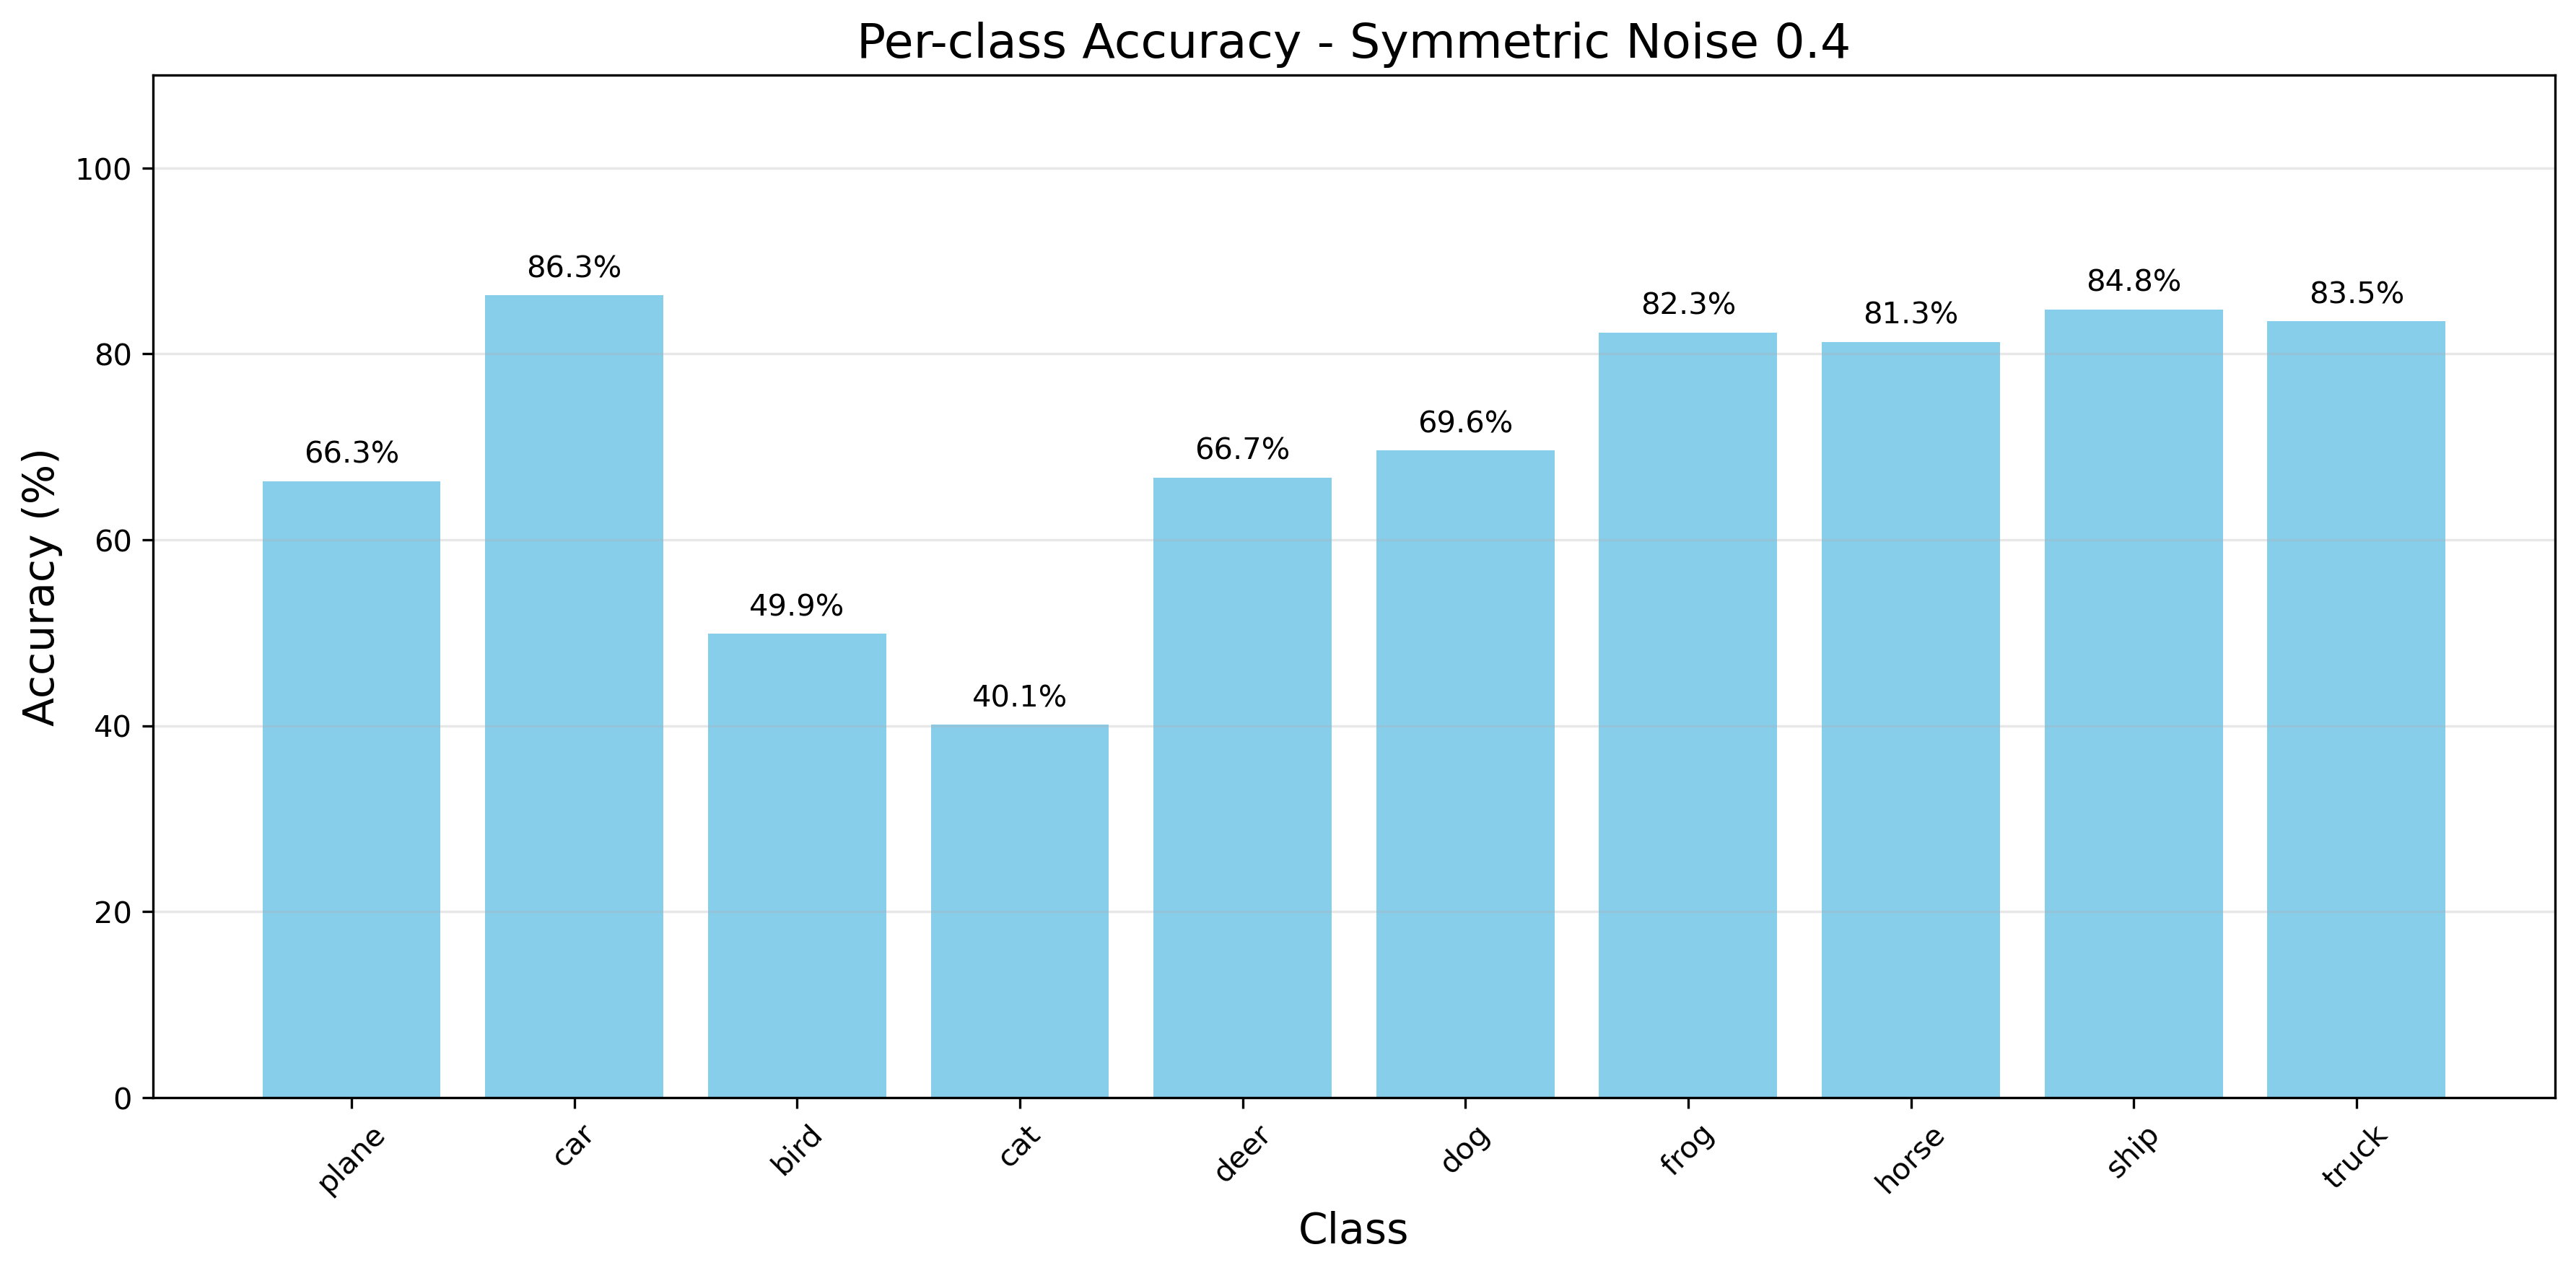 Per-class Accuracy - Symmetric Noise 0.4
Accuracy (%)
100
80
60
40
20
0
66.3%
86.3%
49.9%
40.1%
66.7%
69.6%
82.3%
81.3%
84.8%
83.5%
plane
car
bird
cat
deer
dog
frog
horse
ship
truck
Class